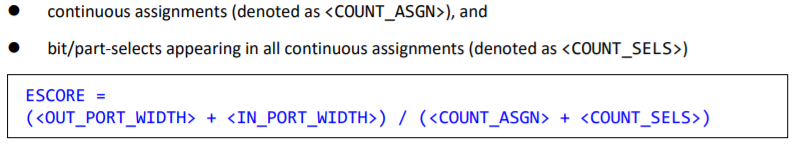 ● continuous assignments (denoted as <COUNT_ASGN>), and
● bit/part-selects appearing in all continuous assignments (denoted as <COUNT_SELS>)
ESCORE =
(<OUT_PORT_WIDTH> + <IN_PORT_WIDTH>) / (<COUNT_ASGN> + <COUNT_SELS>)